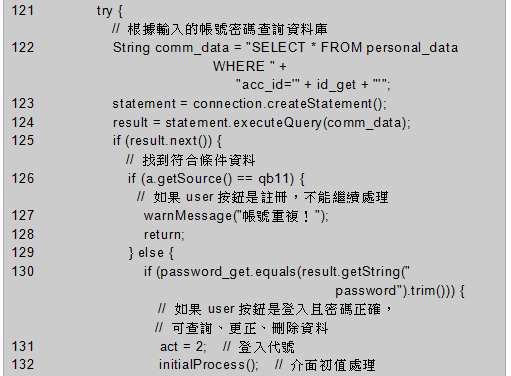 121 try {
// 根據輸入的帳號密碼查詢資料庫
122 String comm_data = "SELECT * FROM personal_data
WHERE " +
"acc_id='" + id_get + "'";
123 statement = connection.createStatement();
124 result = statement.executeQuery(comm_data);
125 if (result.next()) {
// 找到符合條件資料
126 if (a.getSource() == qb11) {
// 如果 user 按鈕是註冊，不能繼續處理
127 warnMessage("帳號重複！");
128 return;
129 } else {
130 if (password_get.equals(result.getString("
password").trim())) {
// 如果 user 按鈕是登入且密碼正確，
// 可查詢、更正、刪除資料
131 act = 2; // 登入代號
132 initialProcess(); // 介面初值處理